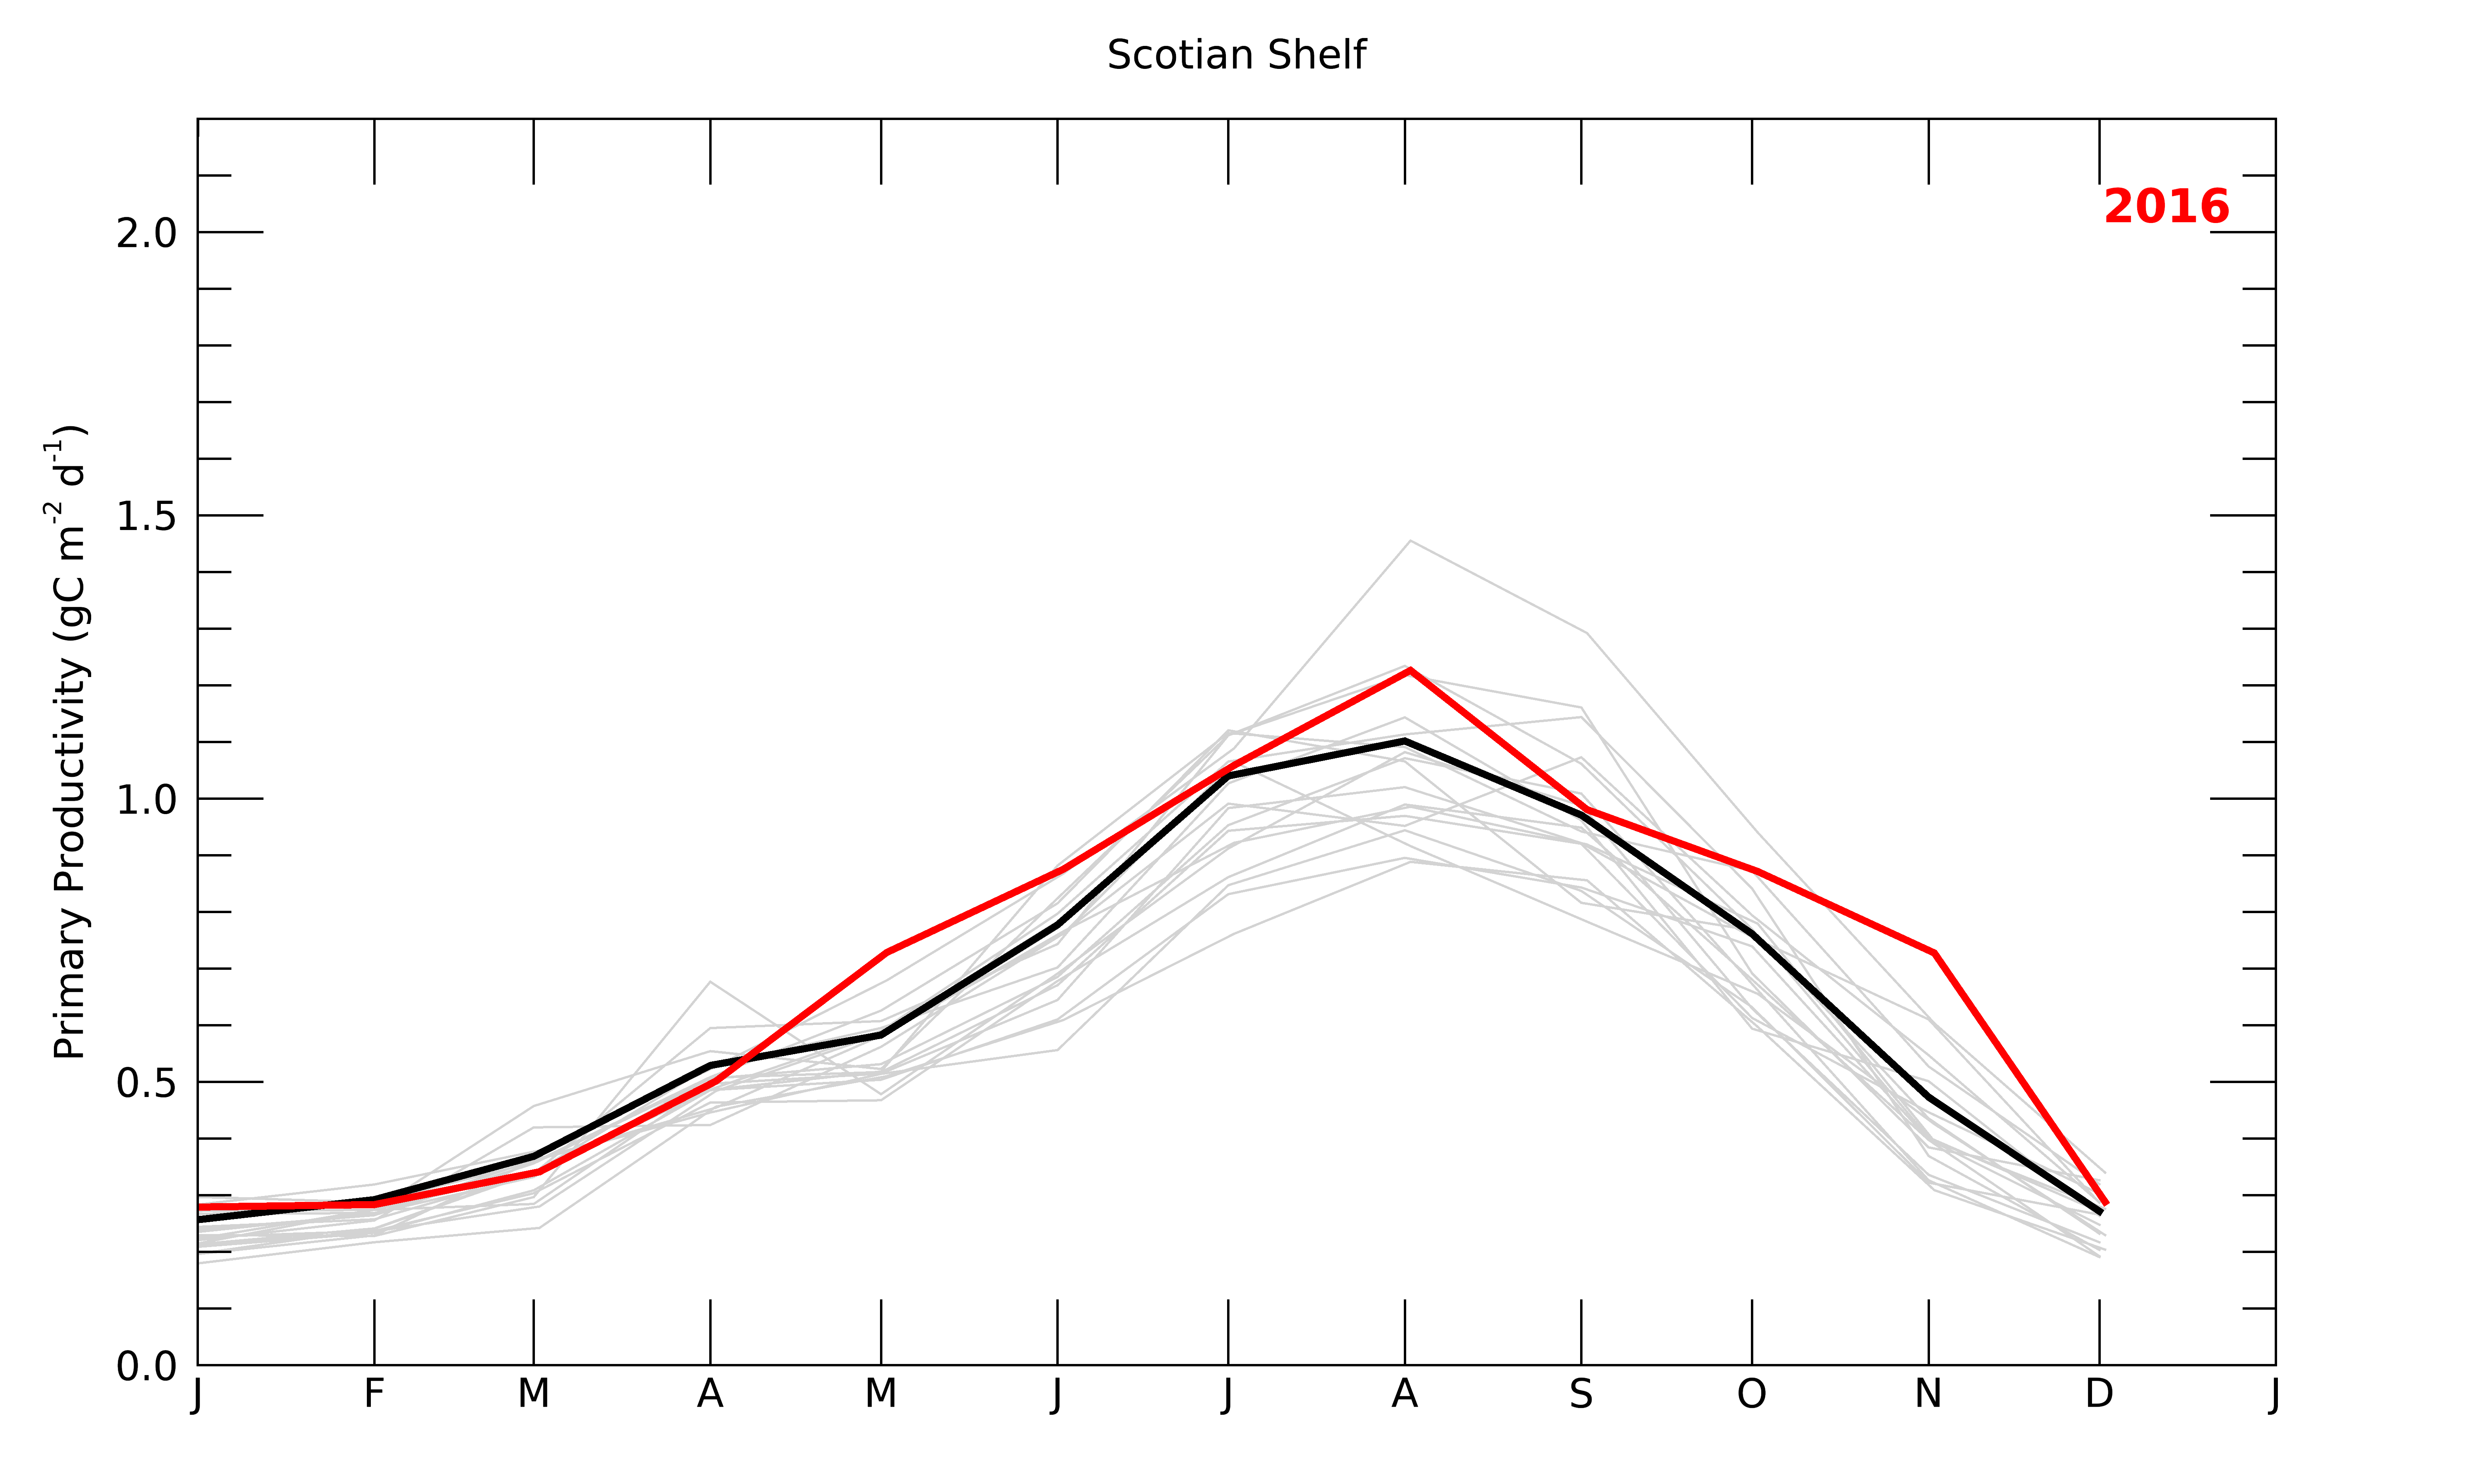 Scotian Shelf
2016
Primary Productivity (gC m⁻² d⁻¹)
2.0
1.5
1.0
0.5
0.0
J F M A M J J A S O N D J